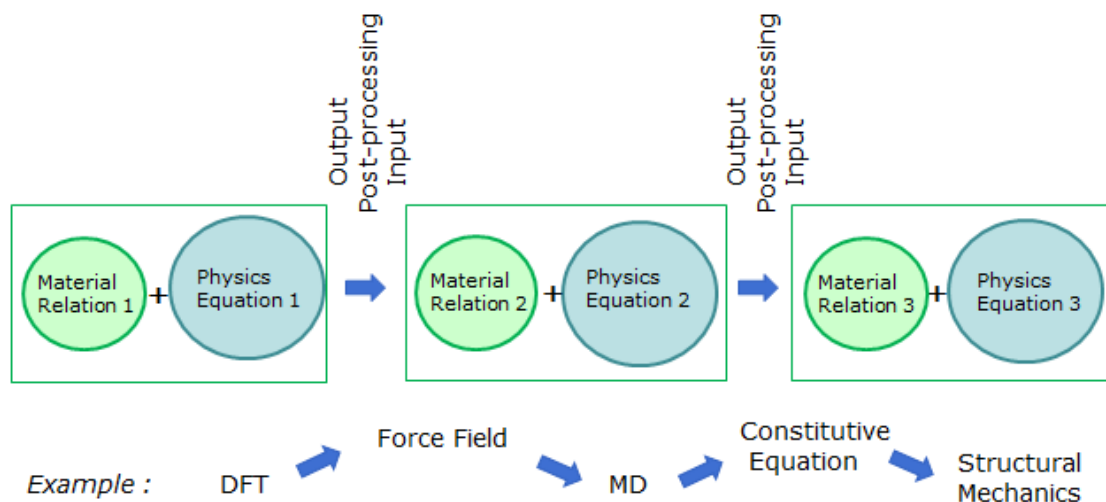 Output
Post-processing
Input
Output
Post-processing
Input
Material
Relation 1
+
Physics
Equation 1
Material
Relation 2
+
Physics
Equation 2
Material
Relation 3
+
Physics
Equation 3
Example :
DFT
Force Field
MD
Constitutive
Equation
Structural
Mechanics